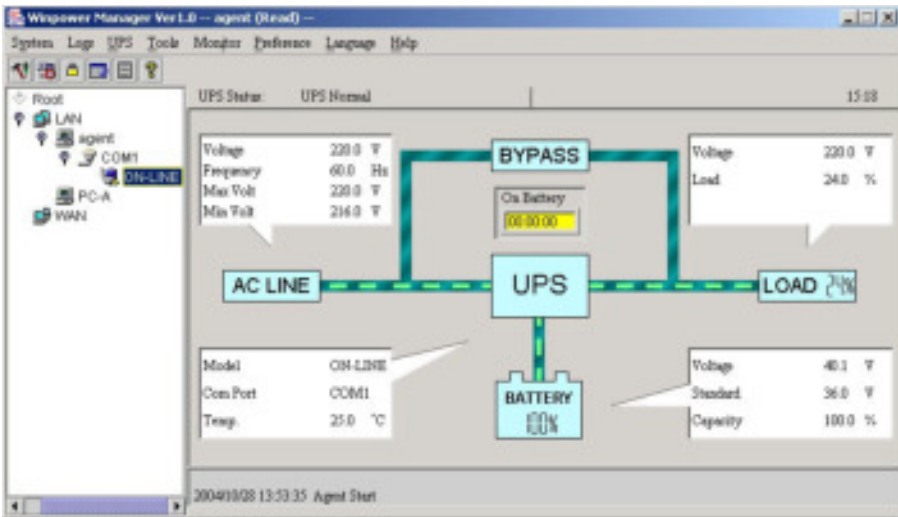 Winpower Manager Ver1.0 -- agent (Read) --
System Logs UPS Tools Monitor Preference Language Help
UPS Status: UPS Normal 15:18
Root
LAN
agent
COM1
ON-LINE
PC-A
WAN
Voltage 220.0 V
Frequency 60.0 Hz
Max Volt 220.0 V
Min Volt 216.0 V
BYPASS
On Battery
00:00:00
Voltage 220.0 V
Load 24.0 %
AC LINE
UPS
LOAD 24%
Model ON-LINE
Com Port COM1
Temp. 25.0 °C
BATTERY
100%
Voltage 40.1 V
Standard 36.0 V
Capacity 100.0 %
2004/10/28 13:53:35 Agent Start